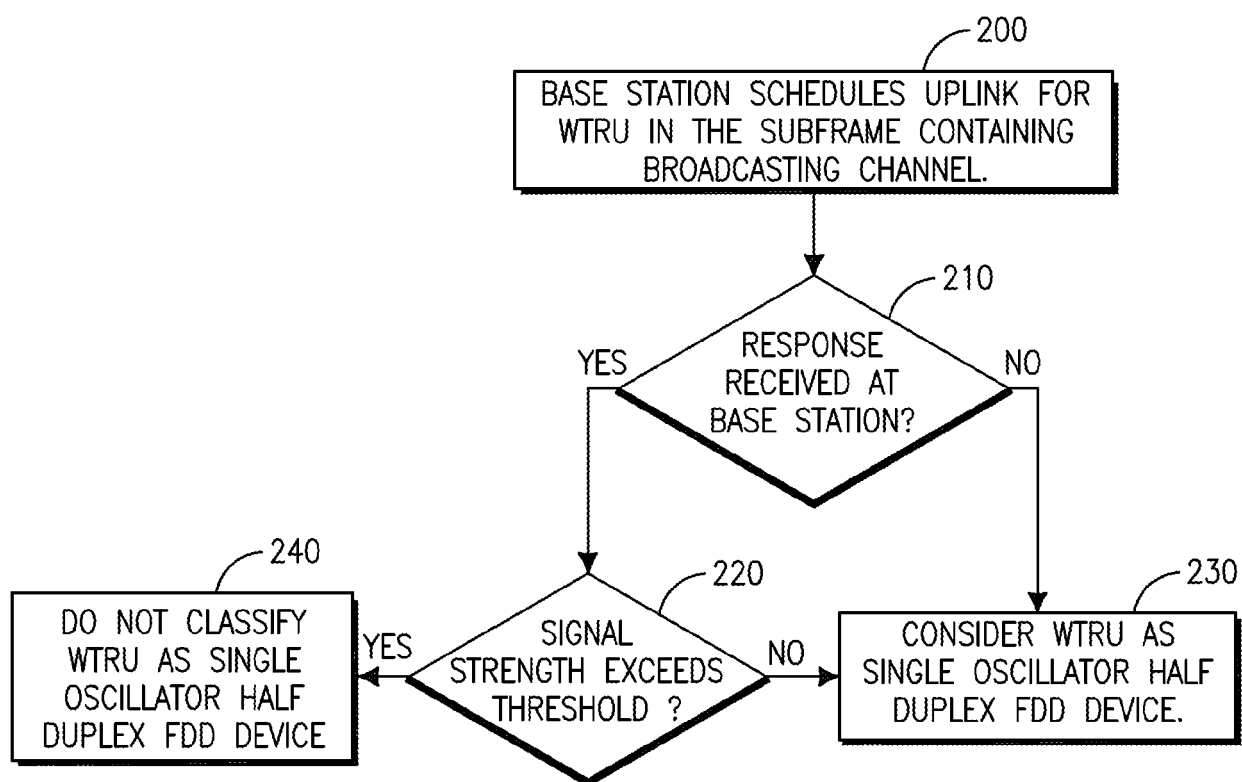 200
BASE STATION SCHEDULES UPLINK FOR
WTRU IN THE SUBFRAME CONTAINING
BROADCASTING CHANNEL.
210
RESPONSE
RECEIVED AT
BASE STATION?
YES
NO
220
SIGNAL
STRENGTH EXCEEDS
THRESHOLD ?
YES
NO
240
DO NOT CLASSIFY
WTRU AS SINGLE
OSCILLATOR HALF
DUPLEX FDD DEVICE
230
CONSIDER WTRU AS
SINGLE OSCILLATOR HALF
DUPLEX FDD DEVICE.